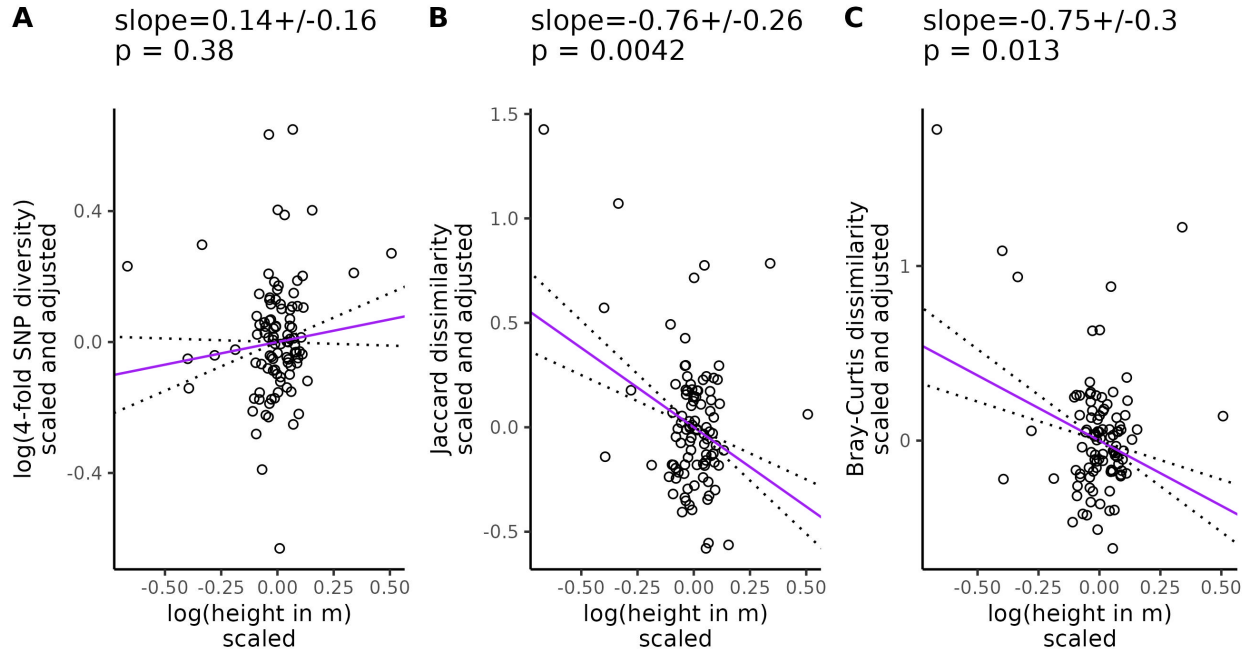 A
slope=0.14+/-0.16
p = 0.38
log(4-fold SNP diversity)
scaled and adjusted
0.4
0.0
-0.4
-0.50
-0.25
0.00
0.25
0.50
log(height in m)
scaled
B
slope=-0.76+/-0.26
p = 0.0042
Jaccard dissimilarity
scaled and adjusted
1.5
1.0
0.5
0.0
-0.5
-0.50
-0.25
0.00
0.25
0.50
log(height in m)
scaled
C
slope=-0.75+/-0.3
p = 0.013
Bray-Curtis dissimilarity
scaled and adjusted
1
0
-0.50
-0.25
0.00
0.25
0.50
log(height in m)
scaled